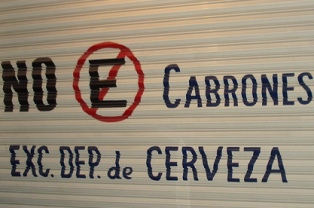 NO E CABRONES
EXC. DEP. de CERVEZA